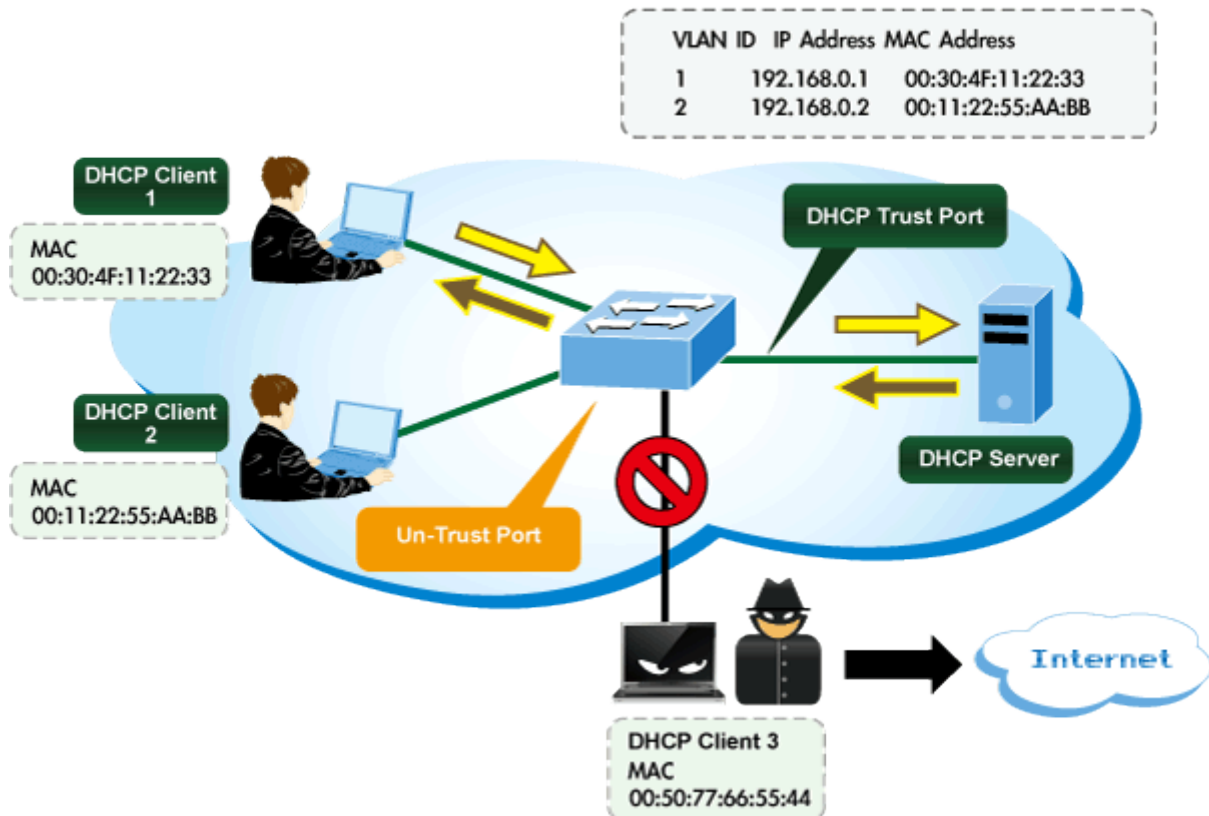 VLAN ID IP Address MAC Address
1 192.168.0.1 00:30:4F:11:22:33
2 192.168.0.2 00:11:22:55:AA:BB
DHCP Client
1
MAC
00:30:4F:11:22:33
DHCP Trust Port
DHCP Client
2
MAC
00:11:22:55:AA:BB
DHCP Server
Un-Trust Port
Internet
DHCP Client 3
MAC
00:50:77:66:55:44